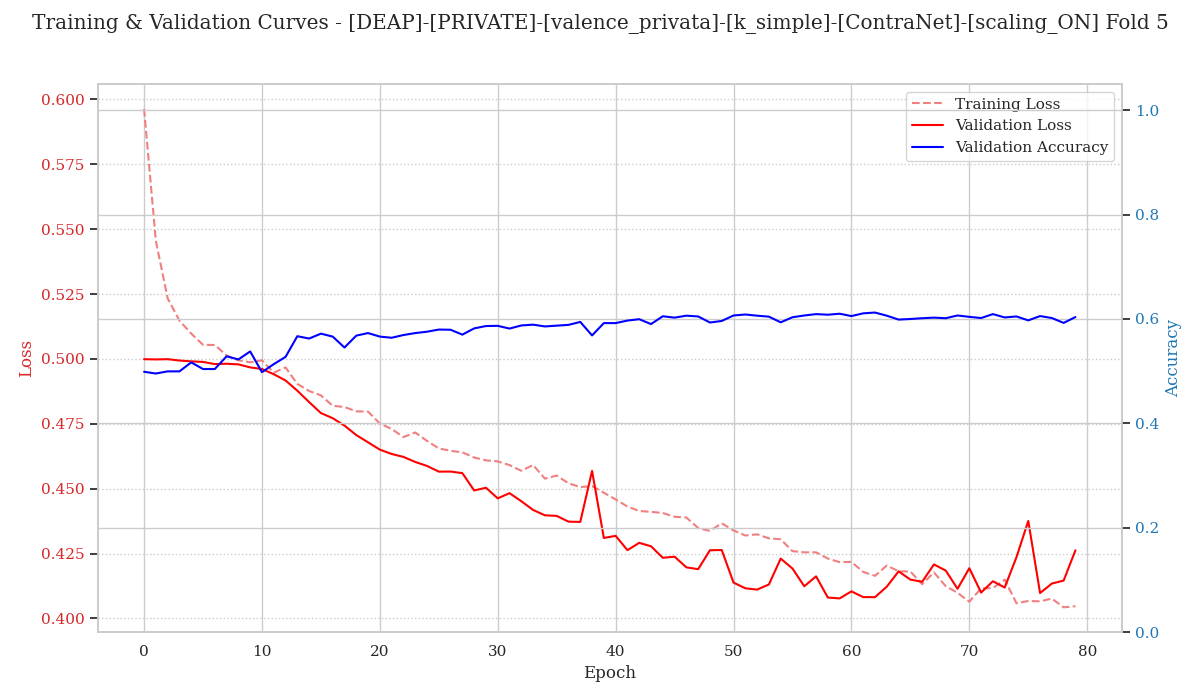 Training & Validation Curves - [DEAP]-[PRIVATE]-[valence_privata]-[k_simple]-[ContraNet]-[scaling_ON] Fold 5
Training Loss
Validation Loss
Validation Accuracy
Loss
0.600
0.575
0.550
0.525
0.500
0.475
0.450
0.425
0.400
1.0
0.8
0.6
0.4
0.2
0.0
Accuracy
0 10 20 30 40 50 60 70 80
Epoch